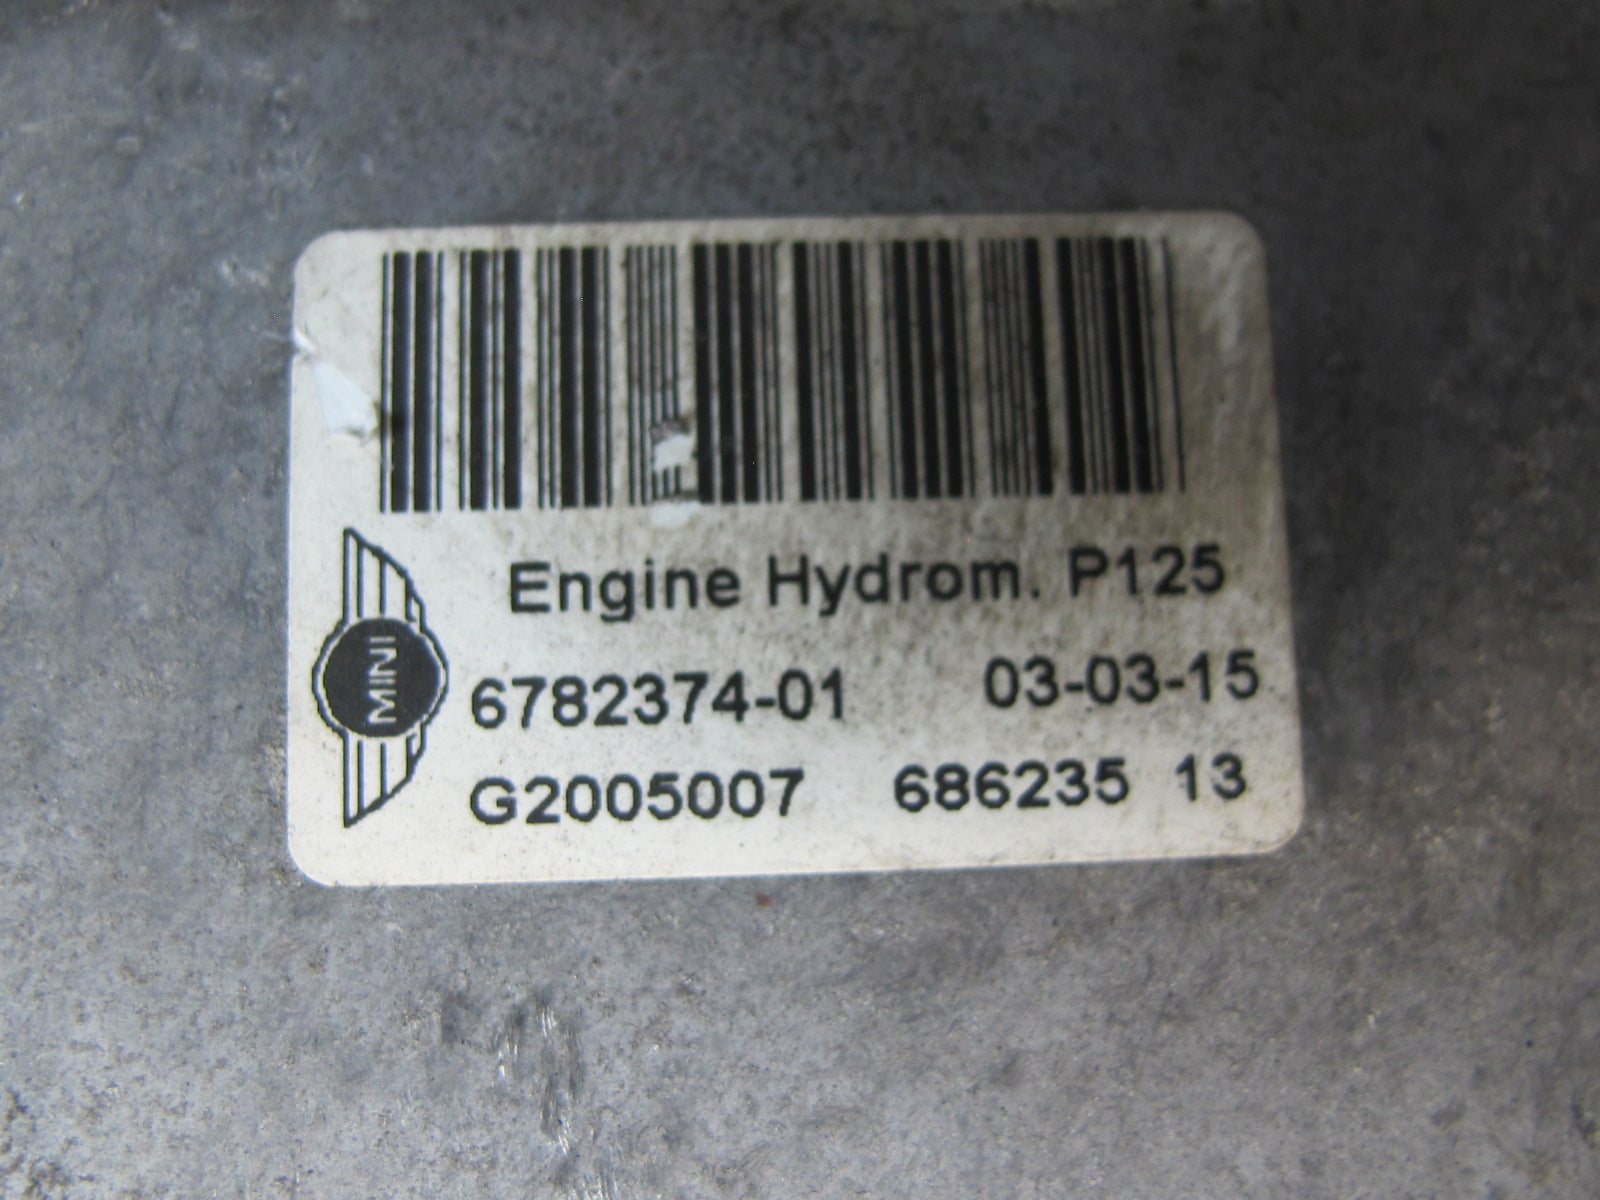 Engine Hydrom. P125
MINI
6782374-01 03-03-15
G2005007 686235 13